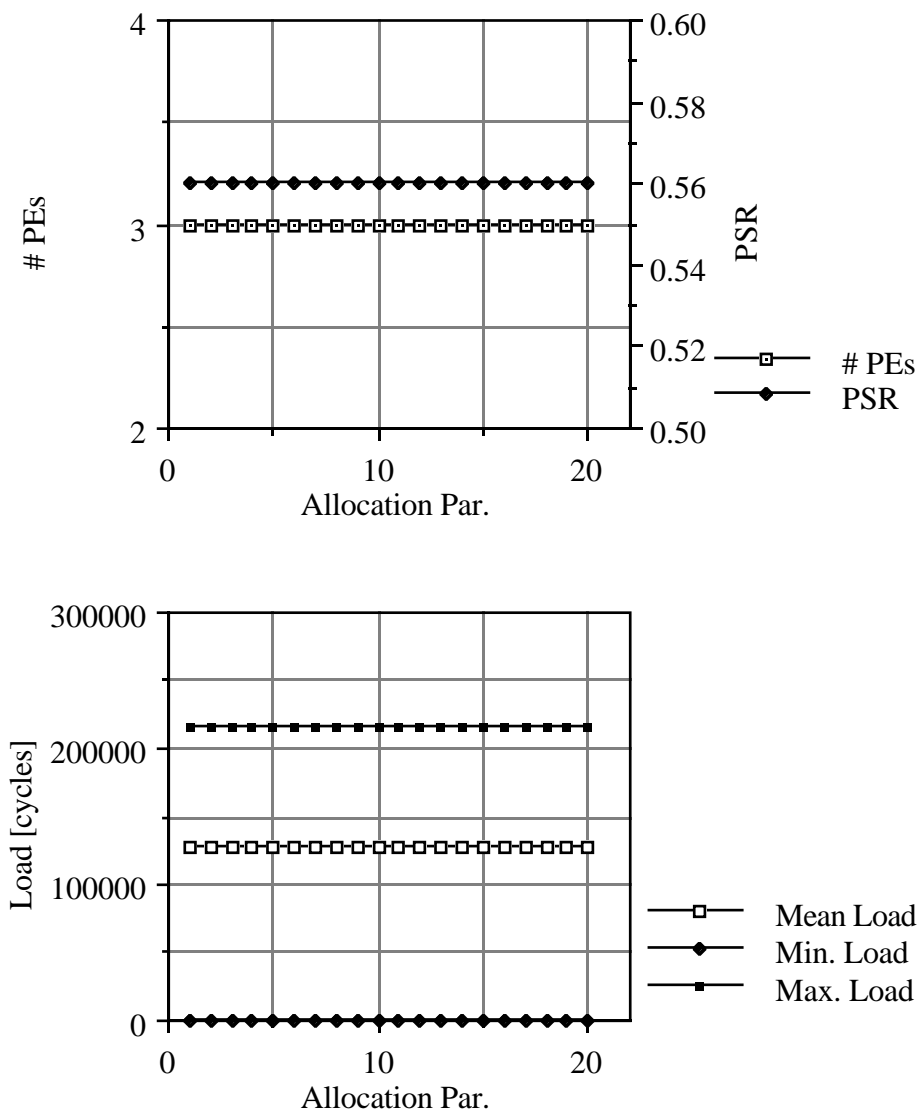 4
3
2
# PEs
0.60
0.58
0.56
0.54
0.52
0.50
PSR
0
10
20
Allocation Par.
# PEs
PSR
300000
200000
100000
0
Load [cycles]
0
10
20
Allocation Par.
Mean Load
Min. Load
Max. Load